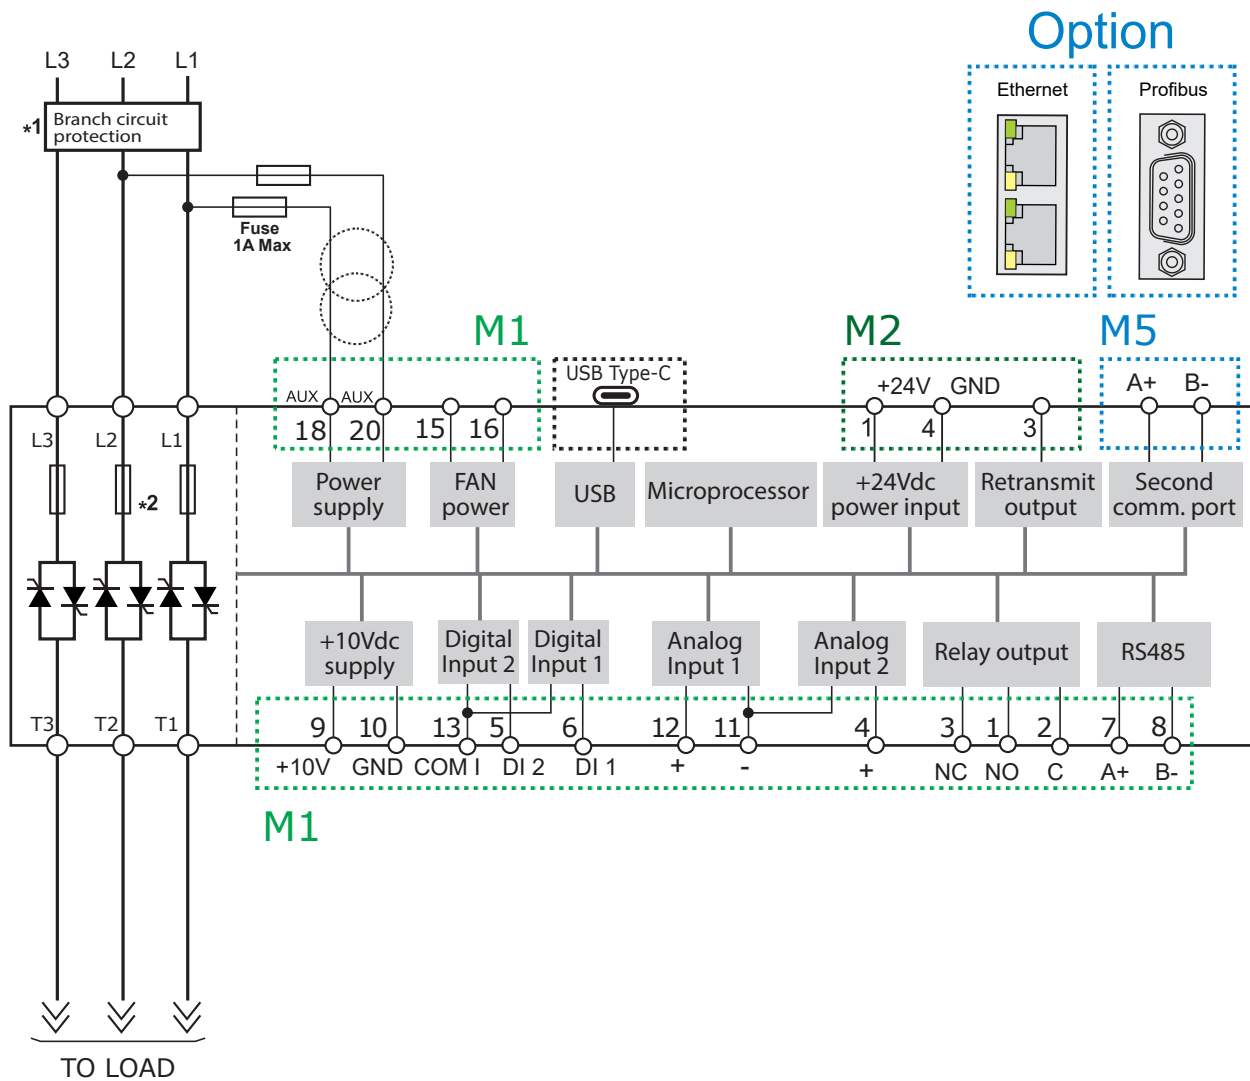 Option
Ethernet
Profibus
L3 L2 L1
*1
Branch circuit
protection
Fuse
1A Max
M1
M2
M5
USB Type-C
AUX AUX
+24V GND
A+ B-
18 20 15 16
1 4 3
L3 L2 L1
*2
Power
supply
FAN
power
USB
Microprocessor
+24Vdc
power input
Retransmit
output
Second
comm. port
+10Vdc
supply
Digital
Input 2
Digital
Input 1
Analog
Input 1
Analog
Input 2
Relay output
RS485
T3 T2 T1
9 10 13 5 6 12 11 4 3 1 2 7 8
+10V GND COM I DI 2 DI 1 + - + NC NO C A+ B-
M1
TO LOAD